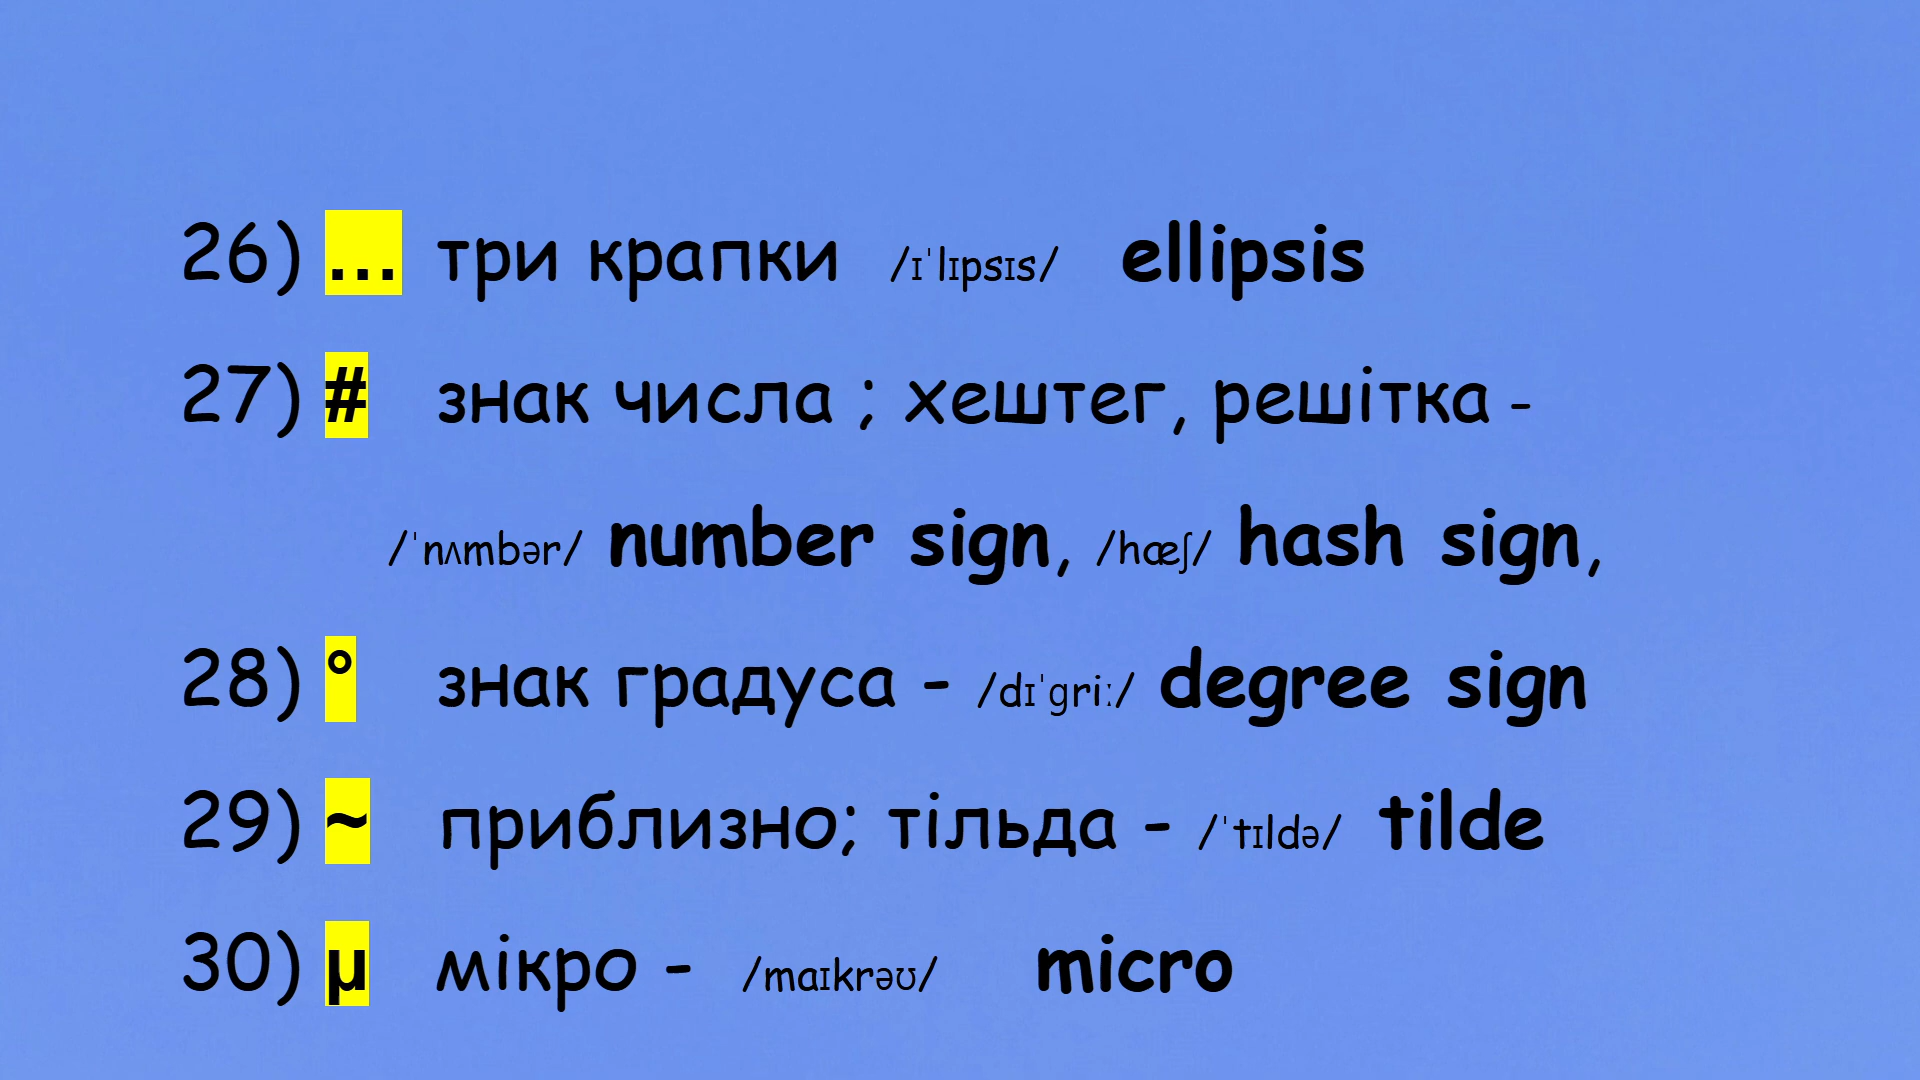 26) ... три крапки /ɪˈlɪpsɪs/ ellipsis
27) # знак числа ; хештег, решітка -
/ˈnʌmbər/ number sign, /hæʃ/ hash sign,
28) ° знак градуса - /dɪˈɡriː/ degree sign
29) ~ приблизно; тільда - /ˈtɪldə/ tilde
30) µ мікро - /maɪkrəʊ/ micro